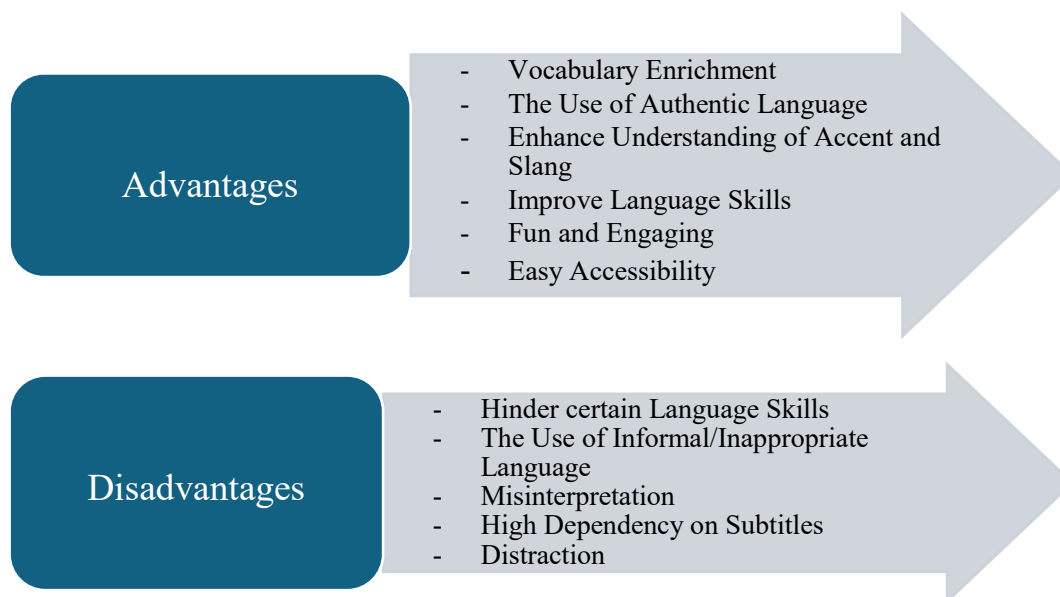 Advantages
- Vocabulary Enrichment
- The Use of Authentic Language
- Enhance Understanding of Accent and
Slang
- Improve Language Skills
- Fun and Engaging
- Easy Accessibility
Disadvantages
- Hinder certain Language Skills
- The Use of Informal/Inappropriate
Language
- Misinterpretation
- High Dependency on Subtitles
- Distraction